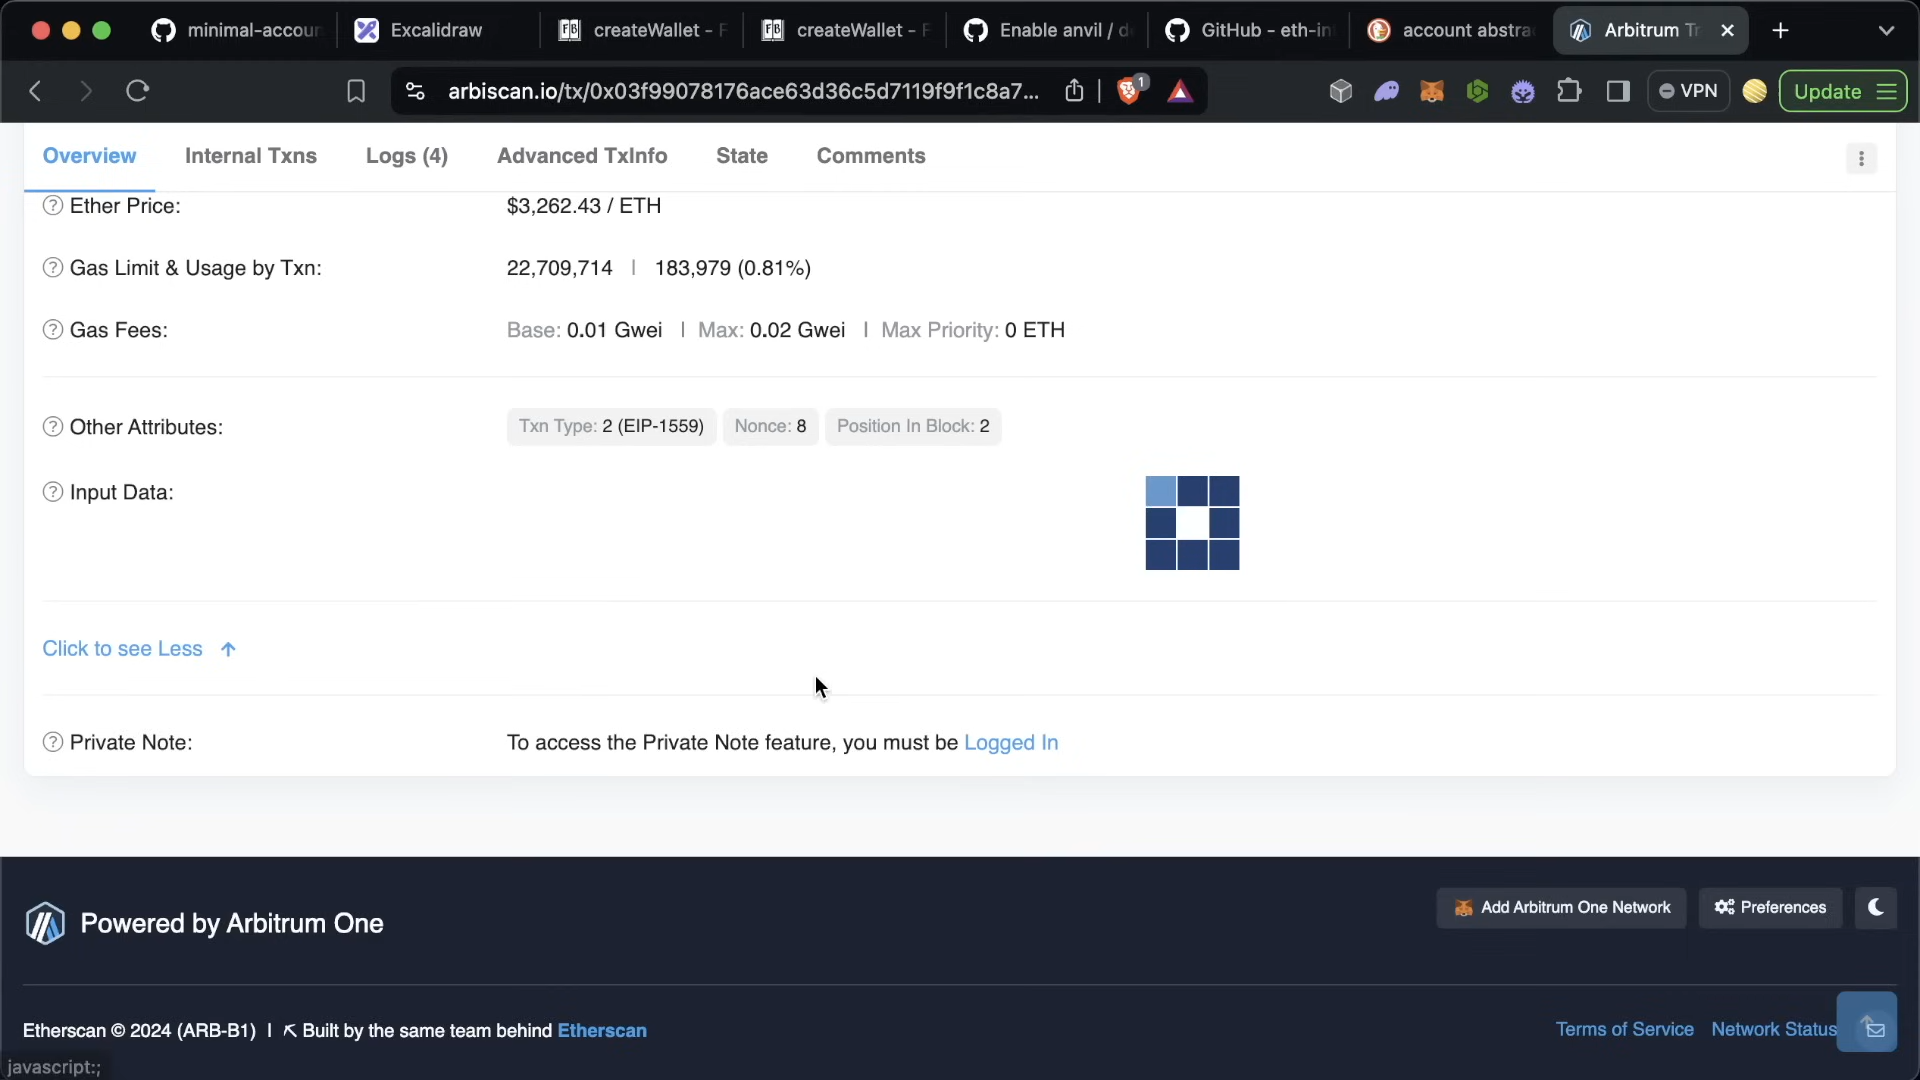 minimal-accoun
Excalidraw
createWallet - F
createWallet - F
Enable anvil / d
GitHub - eth-in
account abstra
Arbitrum Tr
arbiscan.io/tx/0x03f99078176ace63d36c5d7119f9f1c8a7...
1
VPN
Update
Overview
Internal Txns
Logs (4)
Advanced TxInfo
State
Comments
Ether Price:
$3,262.43 / ETH
Gas Limit & Usage by Txn:
22,709,714 | 183,979 (0.81%)
Gas Fees:
Base: 0.01 Gwei | Max: 0.02 Gwei | Max Priority: 0 ETH
Other Attributes:
Txn Type: 2 (EIP-1559)
Nonce: 8
Position In Block: 2
Input Data:
Click to see Less
Private Note:
To access the Private Note feature, you must be Logged In
Powered by Arbitrum One
Add Arbitrum One Network
Preferences
Etherscan © 2024 (ARB-B1) | Built by the same team behind Etherscan
Terms of Service
Network Status
javascript:;